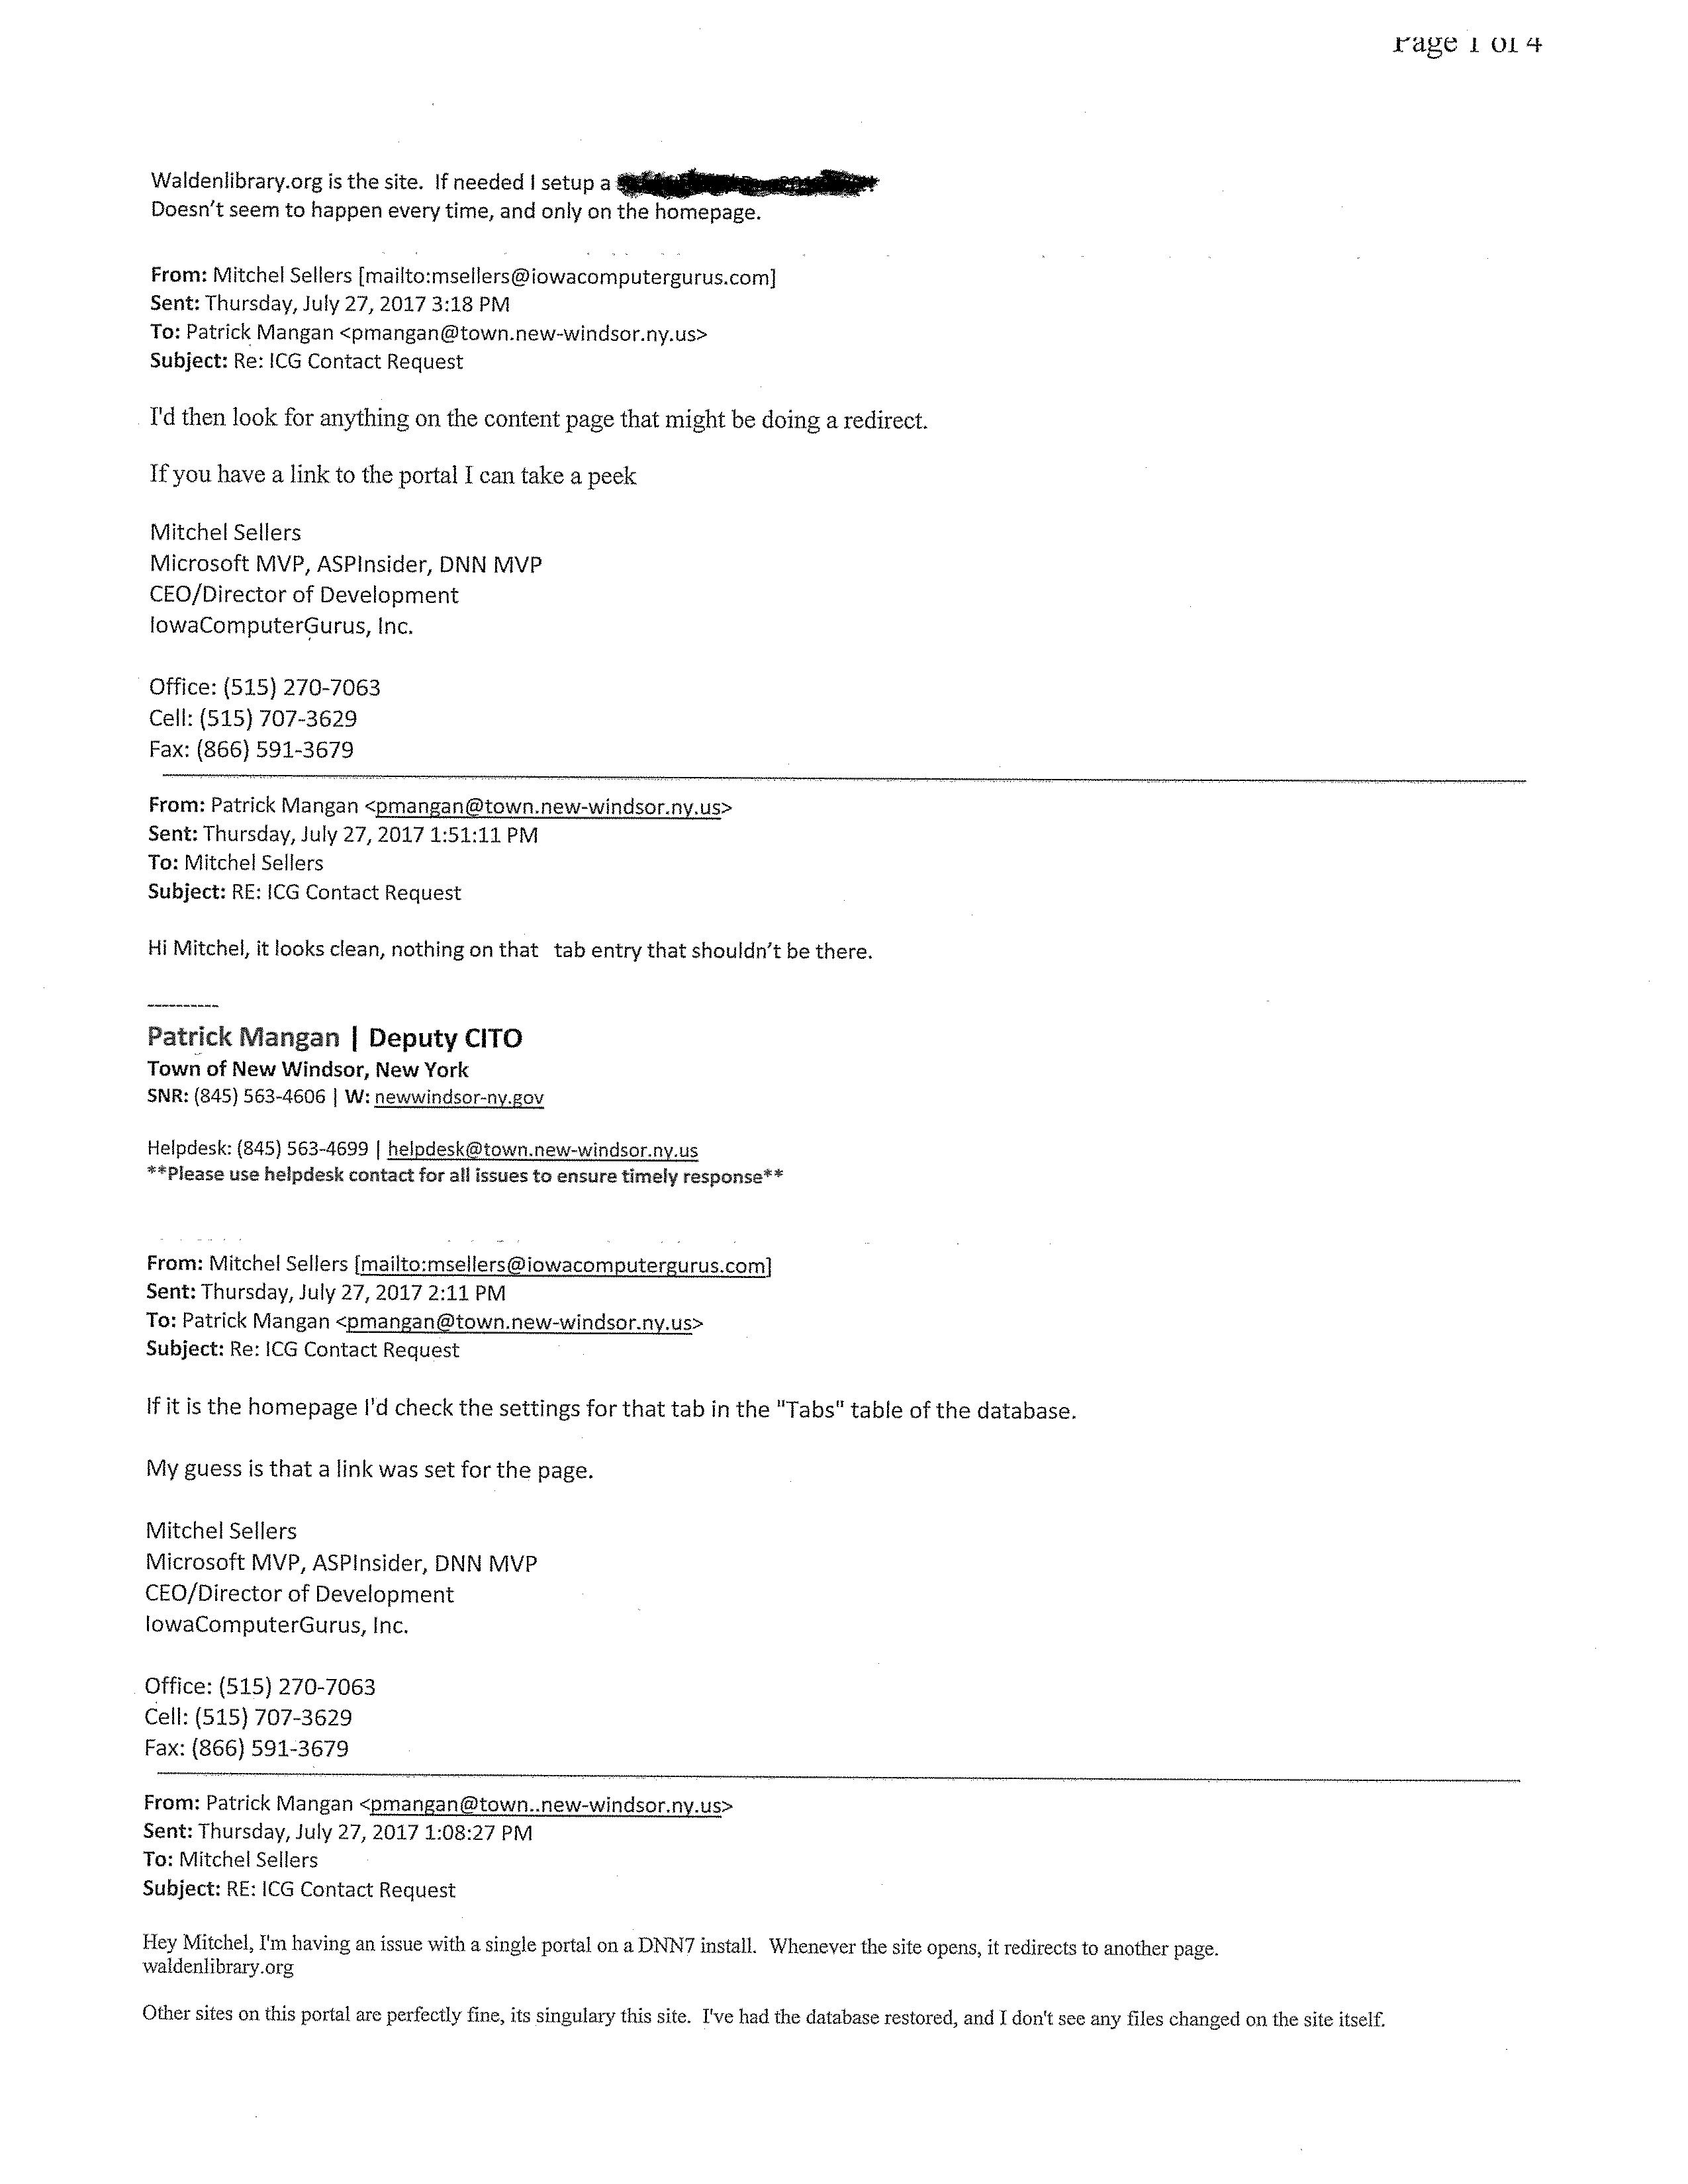 Page 1 of 4
Waldenlibrary.org is the site. If needed I setup a
Doesn't seem to happen every time, and only on the homepage.
From: Mitchel Sellers [mailto:msellers@iowacomputergurus.com]
Sent: Thursday, July 27, 2017 3:18 PM
To: Patrick Mangan <pmangan@town.new-windsor.ny.us>
Subject: Re: ICG Contact Request
I'd then look for anything on the content page that might be doing a redirect.
If you have a link to the portal I can take a peek
Mitchel Sellers
Microsoft MVP, ASPInsider, DNN MVP
CEO/Director of Development
IowaComputerGurus, Inc.
Office: (515) 270-7063
Cell: (515) 707-3629
Fax: (866) 591-3679
From: Patrick Mangan <pmangan@town.new-windsor.ny.us>
Sent: Thursday, July 27, 2017 1:51:11 PM
To: Mitchel Sellers
Subject: RE: ICG Contact Request
Hi Mitchel, it looks clean, nothing on that tab entry that shouldn't be there.
----------
Patrick Mangan | Deputy CITO
Town of New Windsor, New York
SNR: (845) 563-4606 | W: newwindsor-ny.gov
Helpdesk: (845) 563-4699 | helpdesk@town.new-windsor.ny.us
**Please use helpdesk contact for all issues to ensure timely response**
From: Mitchel Sellers [mailto:msellers@iowacomputergurus.com]
Sent: Thursday, July 27, 2017 2:11 PM
To: Patrick Mangan <pmangan@town.new-windsor.ny.us>
Subject: Re: ICG Contact Request
If it is the homepage I'd check the settings for that tab in the "Tabs" table of the database.
My guess is that a link was set for the page.
Mitchel Sellers
Microsoft MVP, ASPInsider, DNN MVP
CEO/Director of Development
IowaComputerGurus, Inc.
Office: (515) 270-7063
Cell: (515) 707-3629
Fax: (866) 591-3679
From: Patrick Mangan <pmangan@town..new-windsor.ny.us>
Sent: Thursday, July 27, 2017 1:08:27 PM
To: Mitchel Sellers
Subject: RE: ICG Contact Request
Hey Mitchel, I'm having an issue with a single portal on a DNN7 install. Whenever the site opens, it redirects to another page.
waldenlibrary.org
Other sites on this portal are perfectly fine, its singulary this site. I've had the database restored, and I don't see any files changed on the site itself.